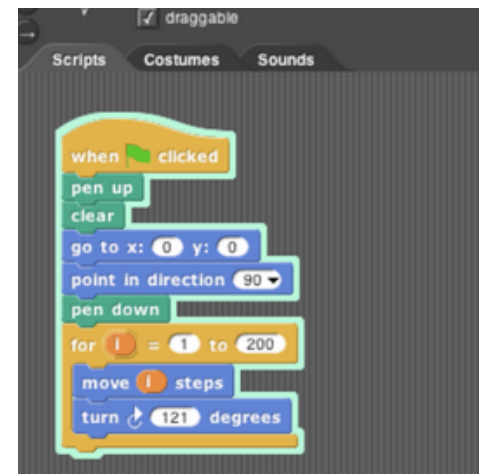 draggable
Scripts Costumes Sounds
when clicked
pen up
clear
go to x: 0 y: 0
point in direction 90
pen down
for i = 1 to 200
move i steps
turn 121 degrees